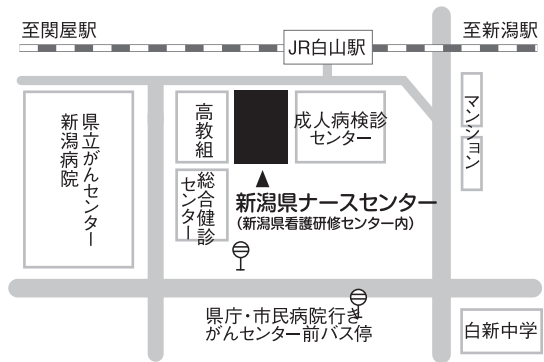 至関屋駅
JR白山駅
至新潟駅
県立がんセンター
新潟病院
高教組
成人病検診
センター
マンション
総合健診
センター
新潟県ナースセンター
（新潟県看護研修センター内）
県庁・市民病院行き
がんセンター前バス停
白新中学